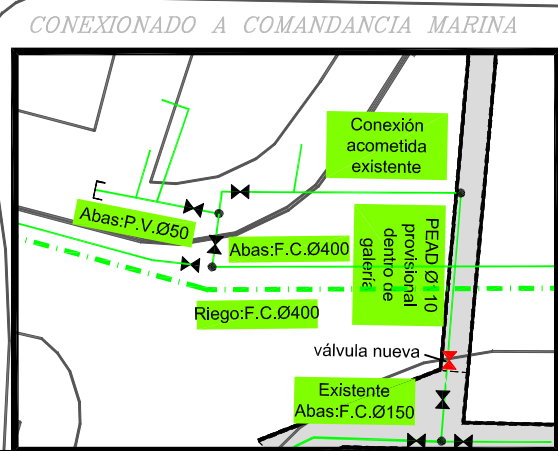 CONEXIONADO A COMANDANCIA MARINA
Conexión
acometida
existente
Abas:P.V.Ø50
Abas:F.C.Ø400
PEAD Ø110
provisional
dentro de
galería
Riego:F.C.Ø400
válvula nueva
Existente
Abas:F.C.Ø150